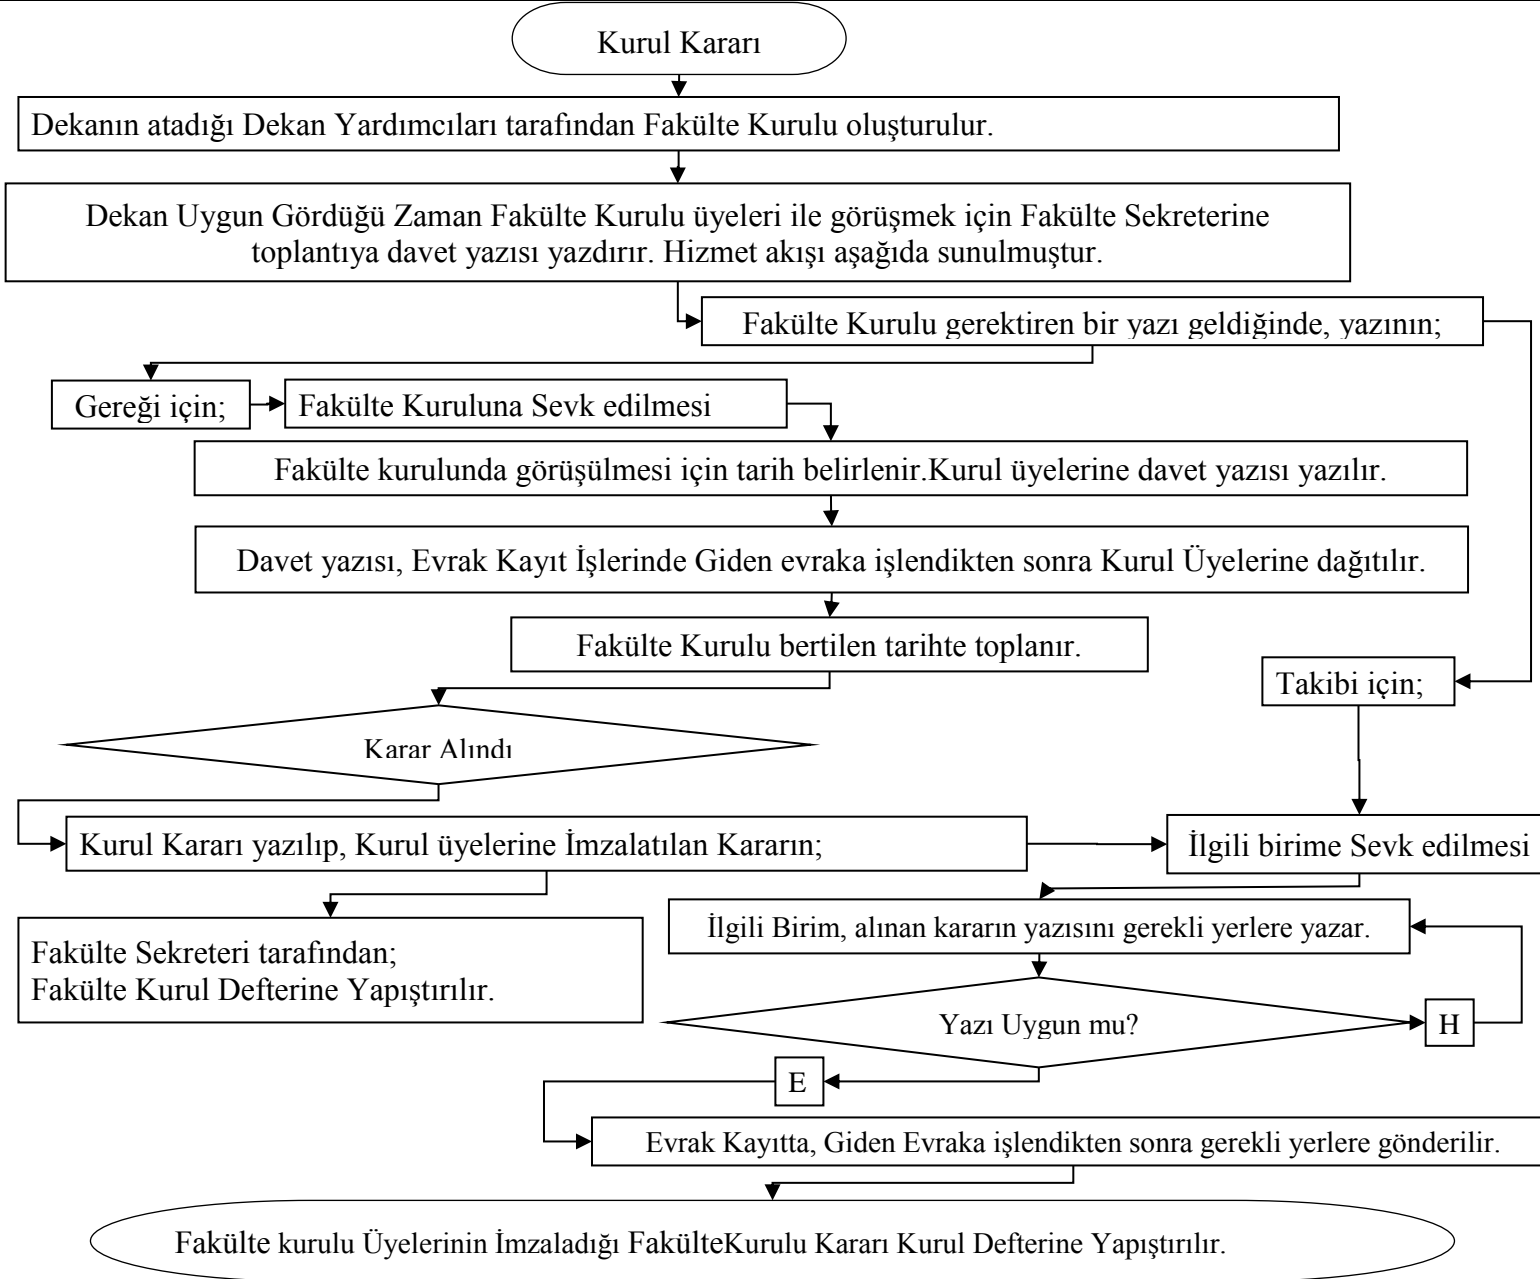 Kurul Kararı
Dekanın atadığı Dekan Yardımcıları tarafından Fakülte Kurulu oluşturulur.
Dekan Uygun Gördüğü Zaman Fakülte Kurulu üyeleri ile görüşmek için Fakülte Sekreterine
toplantıya davet yazısı yazdırır. Hizmet akışı aşağıda sunulmuştur.
Fakülte Kurulu gerektiren bir yazı geldiğinde, yazının;
Gereği için;
Fakülte Kuruluna Sevk edilmesi
Fakülte kurulunda görüşülmesi için tarih belirlenir.Kurul üyelerine davet yazısı yazılır.
Davet yazısı, Evrak Kayıt İşlerinde Giden evraka işlendikten sonra Kurul Üyelerine dağıtılır.
Fakülte Kurulu bertilen tarihte toplanır.
Takibi için;
Karar Alındı
Kurul Kararı yazılıp, Kurul üyelerine İmzalatılan Kararın;
İlgili birime Sevk edilmesi
Fakülte Sekreteri tarafından;
Fakülte Kurul Defterine Yapıştırılır.
İlgili Birim, alınan kararın yazısını gerekli yerlere yazar.
Yazı Uygun mu?
H
E
Evrak Kayıtta, Giden Evraka işlendikten sonra gerekli yerlere gönderilir.
Fakülte kurulu Üyelerinin İmzaladığı FakülteKurulu Kararı Kurul Defterine Yapıştırılır.